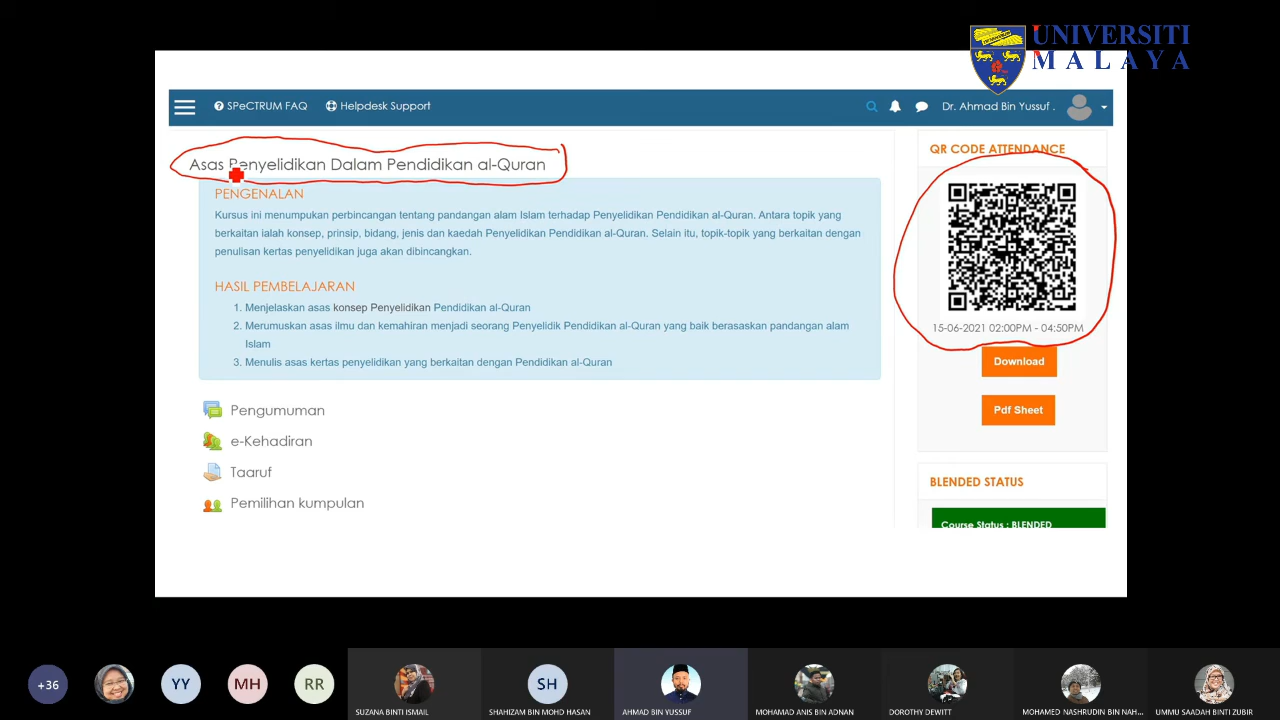 UNIVERSITI
MALAYA
SPeCTRUM FAQ
Helpdesk Support
Dr. Ahmad Bin Yussuf .
Asas Penyelidikan Dalam Pendidikan al-Quran
PENGENALAN
Kursus ini menumpukan perbincangan tentang pandangan alam Islam terhadap Penyelidikan Pendidikan al-Quran. Antara topik yang
berkaitan ialah konsep, prinsip, bidang, jenis dan kaedah Penyelidikan Pendidikan al-Quran. Selain itu, topik-topik yang berkaitan dengan
penulisan kertas penyelidikan juga akan dibincangkan.
HASIL PEMBELAJARAN
1. Menjelaskan asas konsep Penyelidikan Pendidikan al-Quran
2. Merumuskan asas ilmu dan kemahiran menjadi seorang Penyelidik Pendidikan al-Quran yang baik berasaskan pandangan alam
Islam
3. Menulis asas kertas penyelidikan yang berkaitan dengan Pendidikan al-Quran
Pengumuman
e-Kehadiran
Taaruf
Pemilihan kumpulan
QR CODE ATTENDANCE
15-06-2021 02:00PM - 04:50PM
Download
Pdf Sheet
BLENDED STATUS
Course Status : BLENDED
+36
YY
MH
RR
SUZANA BINTI ISMAIL
SH
SHAHIZAM BIN MOHD HASAN
AHMAD BIN YUSSUF
MOHAMAD ANIS BIN ADNAN
DOROTHY DEWITT
MOHAMED NASHRUDIN BIN NAH...
UMMU SAADAH BINTI ZUBIR